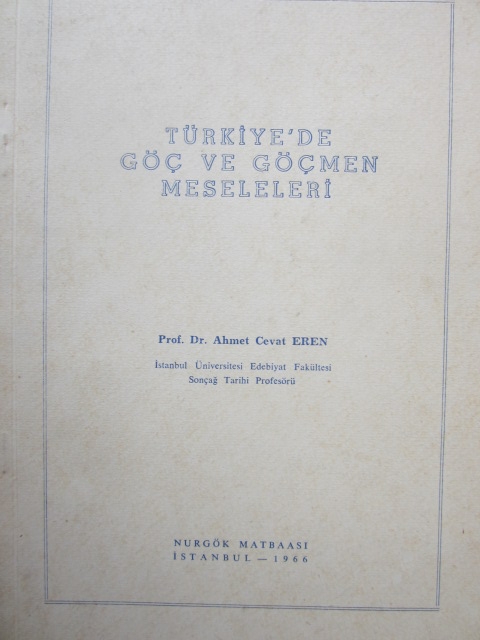 TÜRKİYE'DE
GÖÇ VE GÖÇMEN
MESELELERİ
Prof. Dr. Ahmet Cevat EREN
İstanbul Üniversitesi Edebiyat Fakültesi
Sonçağ Tarihi Profesörü
NURGÖK MATBAASI
İSTANBUL — 1966